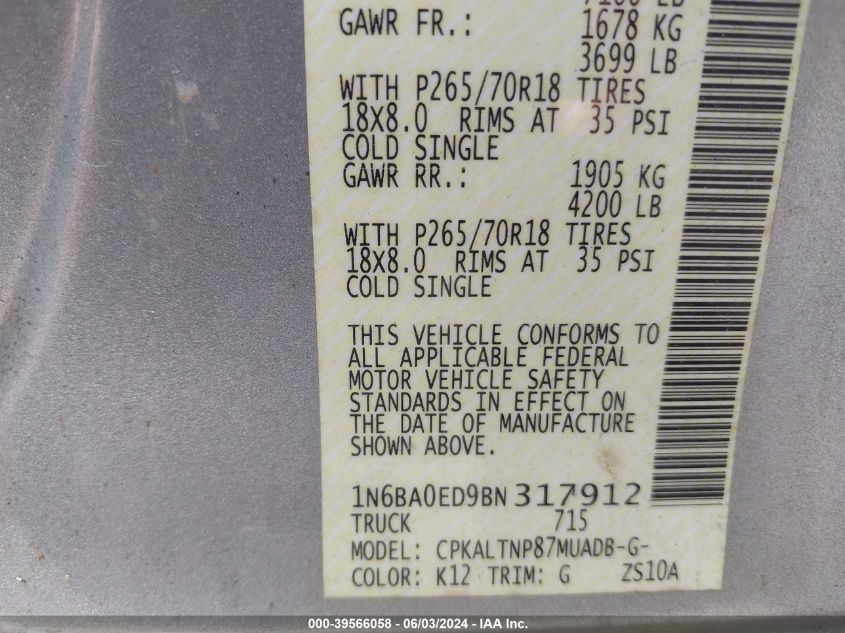 GAWR FR.: 1678 KG
3699 LB
WITH P265/70R18 TIRES
18X8.0 RIMS AT 35 PSI
COLD SINGLE
GAWR RR.: 1905 KG
4200 LB
WITH P265/70R18 TIRES
18X8.0 RIMS AT 35 PSI
COLD SINGLE
THIS VEHICLE CONFORMS TO
ALL APPLICABLE FEDERAL
MOTOR VEHICLE SAFETY
STANDARDS IN EFFECT ON
THE DATE OF MANUFACTURE
SHOWN ABOVE.
1N6BA0ED9BN 317912
TRUCK 715
MODEL: CPKALTNP87MUADB-G-
COLOR: K12 TRIM: G ZS10A
000-39566058 - 06/03/2024 - IAA Inc.